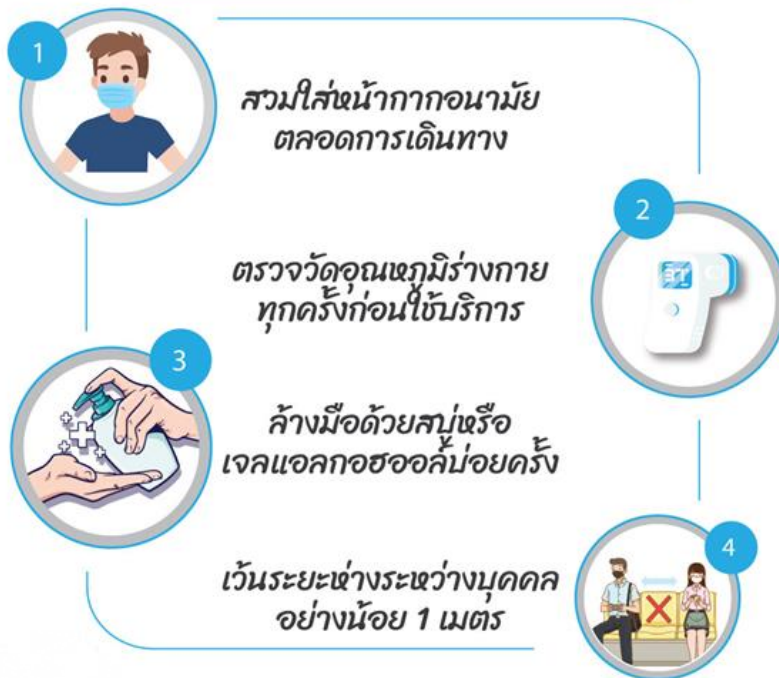 1
สวมใส่หน้ากากอนามัย
ตลอดการเดินทาง
2
ตรวจวัดอุณหภูมิร่างกาย
ทุกครั้งก่อนใช้บริการ
3
ล้างมือด้วยสบู่หรือ
เจลแอลกอฮออล์บ่อยครั้ง
เว้นระยะห่างระหว่างบุคคล
อย่างน้อย 1 เมตร
4